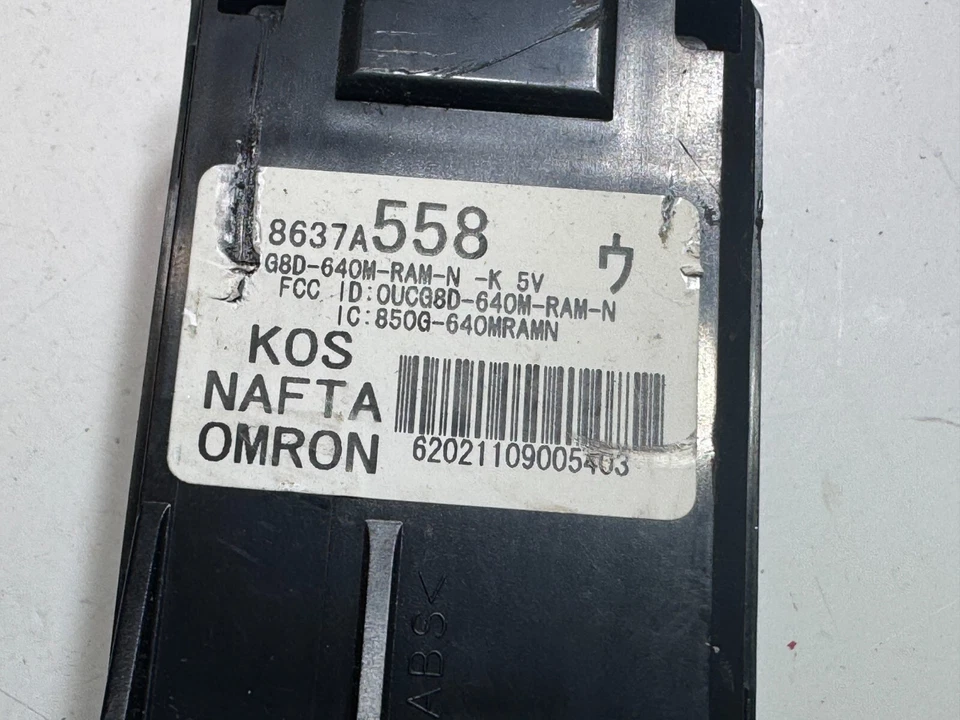 8637A558
ウ
G8D-640M-RAM-N -K 5V
FCC ID:OUCG8D-640M-RAM-N
IC:850G-640MRAMN
KOS
NAFTA
OMRON
62021109005403
ABS<